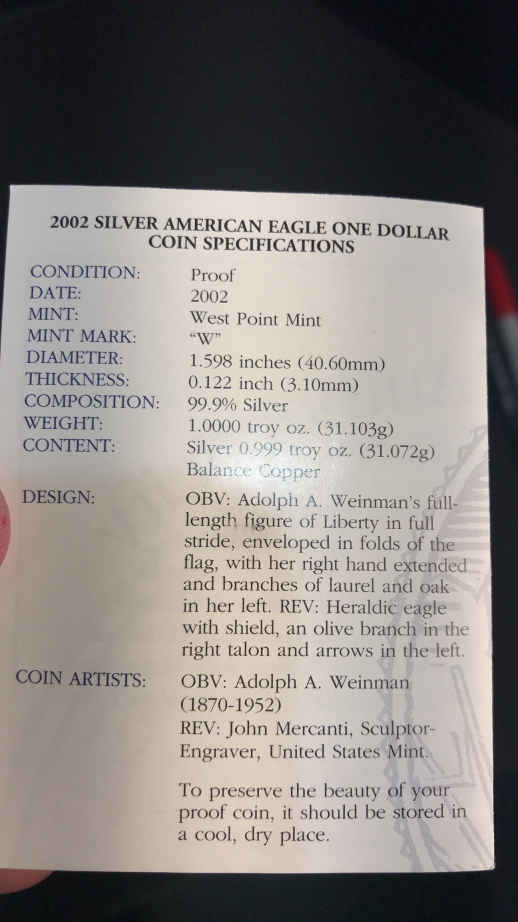 2002 SILVER AMERICAN EAGLE ONE DOLLAR
COIN SPECIFICATIONS
CONDITION: Proof
DATE: 2002
MINT: West Point Mint
MINT MARK: “W”
DIAMETER: 1.598 inches (40.60mm)
THICKNESS: 0.122 inch (3.10mm)
COMPOSITION: 99.9% Silver
WEIGHT: 1.0000 troy oz. (31.103g)
CONTENT: Silver 0.999 troy oz. (31.072g)
Balance Copper
DESIGN: OBV: Adolph A. Weinman’s full-
length figure of Liberty in full
stride, enveloped in folds of the
flag, with her right hand extended
and branches of laurel and oak
in her left. REV: Heraldic eagle
with shield, an olive branch in the
right talon and arrows in the left.
COIN ARTISTS: OBV: Adolph A. Weinman
(1870-1952)
REV: John Mercanti, Sculptor-
Engraver, United States Mint.
To preserve the beauty of your
proof coin, it should be stored in
a cool, dry place.